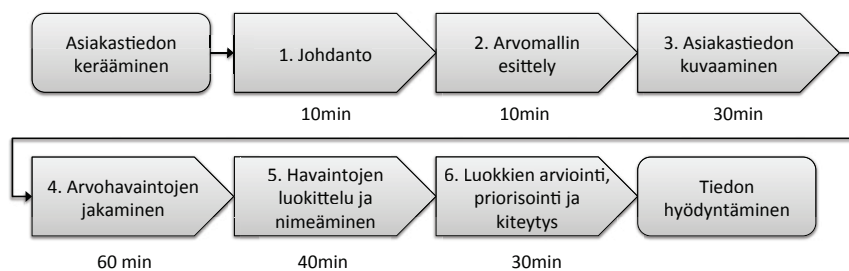 Asiakastiedon
kerääminen
1. Johdanto
2. Arvomallin
esittely
3. Asiakastiedon
kuvaaminen
10min
10min
30min
4. Arvohavaintojen
jakaminen
5. Havaintojen
luokittelu ja
nimeäminen
6. Luokkien arviointi,
priorisointi ja
kiteytys
Tiedon
hyödyntäminen
60 min
40min
30min